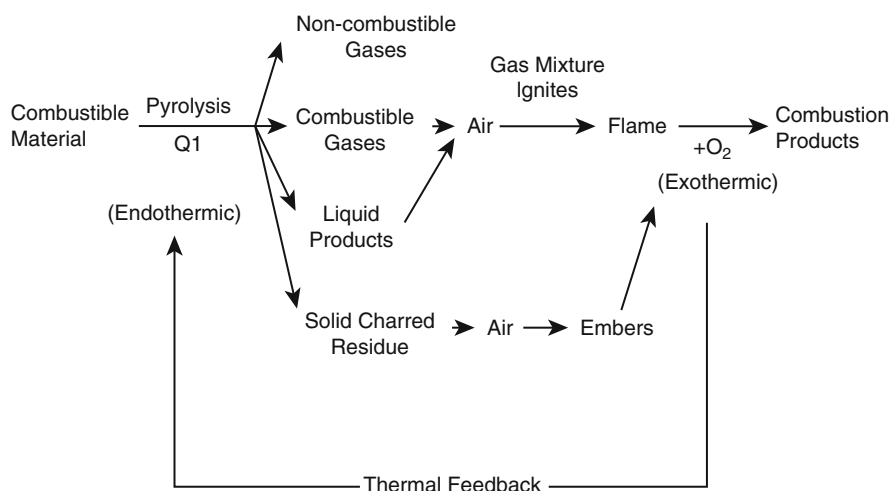 Non-combustible
Gases
Combustible
Material
Pyrolysis
Q1
(Endothermic)
Combustible
Gases
Liquid
Products
Solid Charred
Residue
Air
Gas Mixture
Ignites
Flame
+O₂
(Exothermic)
Combustion
Products
Air
Embers
Thermal Feedback